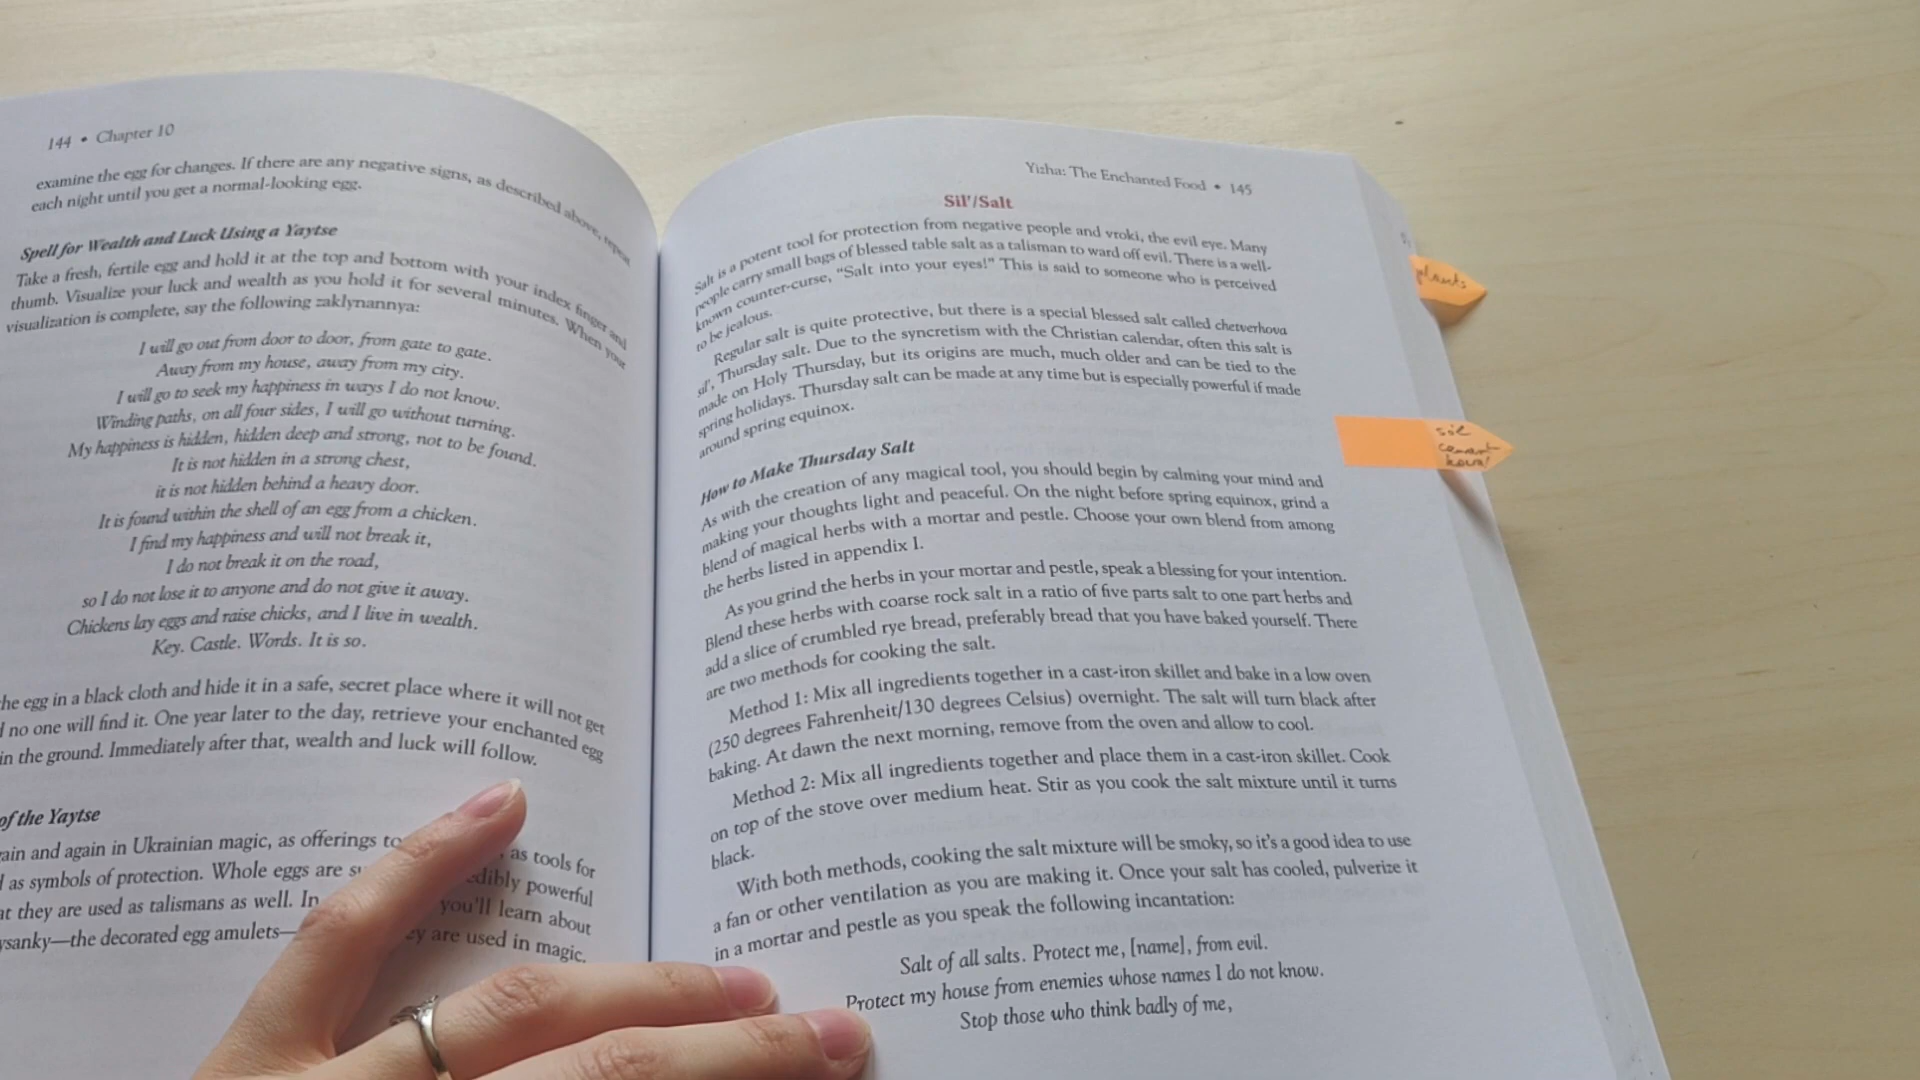 144 • Chapter 10
examine the egg for changes. If there are any negative signs, as described above, repeat
each night until you get a normal-looking egg.
Spell for Wealth and Luck Using a Yaytse
Take a fresh, fertile egg and hold it at the top and bottom with your index finger and
thumb. Visualize your luck and wealth as you hold it for several minutes. When your
visualization is complete, say the following zaklynannya:
I will go out from door to door, from gate to gate.
Away from my house, away from my city.
I will go to seek my happiness in ways I do not know.
Winding paths, on all four sides, I will go without turning.
My happiness is hidden, hidden deep and strong, not to be found.
It is not hidden in a strong chest,
it is not hidden behind a heavy door.
It is found within the shell of an egg from a chicken.
I find my happiness and will not break it,
I do not break it on the road,
so I do not lose it to anyone and do not give it away.
Chickens lay eggs and raise chicks, and I live in wealth.
Key. Castle. Words. It is so.
the egg in a black cloth and hide it in a safe, secret place where it will not get
no one will find it. One year later to the day, retrieve your enchanted egg
in the ground. Immediately after that, wealth and luck will follow.
of the Yaytse
ain and again in Ukrainian magic, as offerings to as tools for
as symbols of protection. Whole eggs are edibly powerful
at they are used as talismans as well. In you'll learn about
ysanky—the decorated egg amulets— ey are used in magic.
Yizha: The Enchanted Food • 145
Sil'/Salt
Salt is a potent tool for protection from negative people and vroki, the evil eye. Many
people carry small bags of blessed table salt as a talisman to ward off evil. There is a well-
known counter-curse, "Salt into your eyes!" This is said to someone who is perceived
to be jealous.
Regular salt is quite protective, but there is a special blessed salt called chetverhova
sil', Thursday salt. Due to the syncretism with the Christian calendar, often this salt is
made on Holy Thursday, but its origins are much, much older and can be tied to the
spring holidays. Thursday salt can be made at any time but is especially powerful if made
around spring equinox.
How to Make Thursday Salt
As with the creation of any magical tool, you should begin by calming your mind and
making your thoughts light and peaceful. On the night before spring equinox, grind a
blend of magical herbs with a mortar and pestle. Choose your own blend from among
the herbs listed in appendix I.
As you grind the herbs in your mortar and pestle, speak a blessing for your intention.
Blend these herbs with coarse rock salt in a ratio of five parts salt to one part herbs and
add a slice of crumbled rye bread, preferably bread that you have baked yourself. There
are two methods for cooking the salt.
Method 1: Mix all ingredients together in a cast-iron skillet and bake in a low oven
(250 degrees Fahrenheit/130 degrees Celsius) overnight. The salt will turn black after
baking. At dawn the next morning, remove from the oven and allow to cool.
Method 2: Mix all ingredients together and place them in a cast-iron skillet. Cook
on top of the stove over medium heat. Stir as you cook the salt mixture until it turns
black.
With both methods, cooking the salt mixture will be smoky, so it's a good idea to use
a fan or other ventilation as you are making it. Once your salt has cooled, pulverize it
in a mortar and pestle as you speak the following incantation:
Salt of all salts. Protect me, [name], from evil.
Protect my house from enemies whose names I do not know.
Stop those who think badly of me,
plants